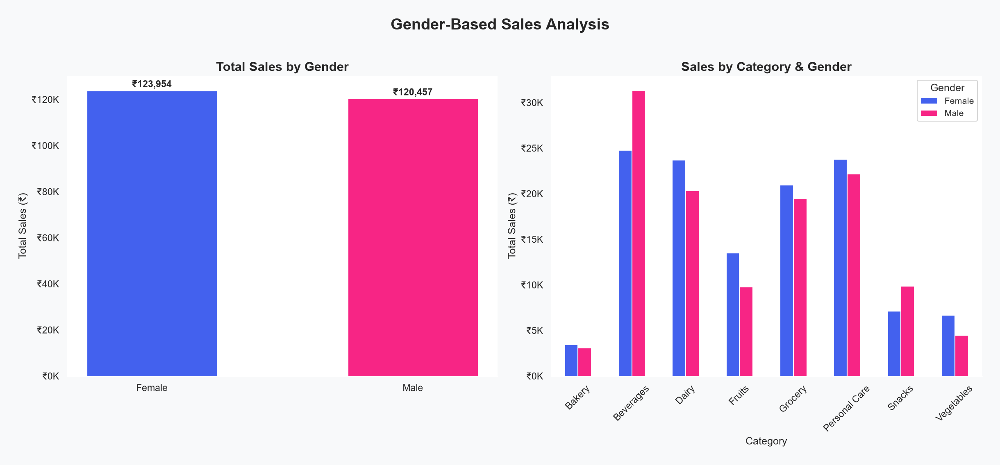 Gender-Based Sales Analysis
Total Sales by Gender
Total Sales (₹)
₹120K
₹100K
₹80K
₹60K
₹40K
₹20K
₹0K
₹123,954
₹120,457
Female
Male
Sales by Category & Gender
Total Sales (₹)
₹30K
₹25K
₹20K
₹15K
₹10K
₹5K
₹0K
Gender
Female
Male
Bakery
Beverages
Dairy
Fruits
Grocery
Personal Care
Snacks
Vegetables
Category